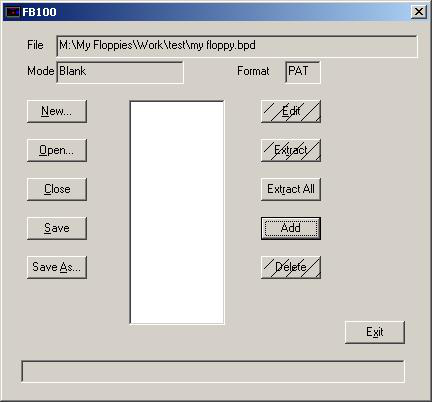 FB100
File M:\My Floppies\Work\test\my floppy.bpd
Mode Blank Format PAT
New... Edit
Open... Extract
Close Extract All
Save Add
Save As... Delete
Exit